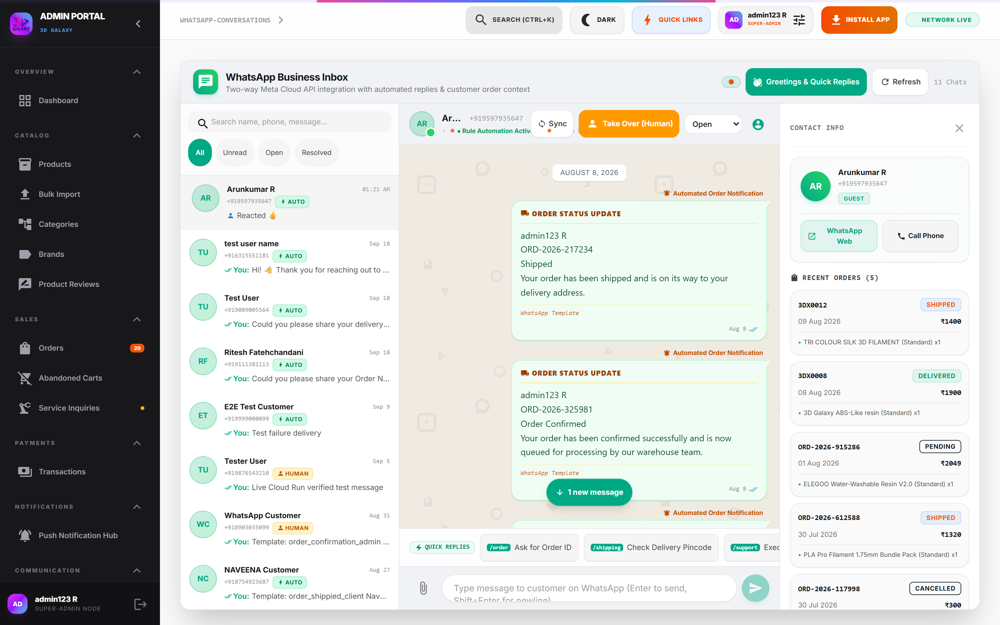 ADMIN PORTAL
3D GALAXY
3D
GALAXY
OVERVIEW
Dashboard
CATALOG
Products
Bulk Import
Categories
Brands
Product Reviews
SALES
Orders
20
Abandoned Carts
Service Inquiries
PAYMENTS
Transactions
NOTIFICATIONS
Push Notification Hub
COMMUNICATION
AD
admin123 R
SUPER-ADMIN NODE
WHATSAPP-CONVERSATIONS
SEARCH (CTRL+K)
DARK
QUICK LINKS
AD
admin123 R
SUPER-ADMIN
INSTALL APP
NETWORK LIVE
WhatsApp Business Inbox
Two-way Meta Cloud API integration with automated replies & customer order context
Greetings & Quick Replies
Refresh
11 Chats
Search name, phone, message...
All
Unread
Open
Resolved
AR
Arunkumar R
01:21 AM
+919597935647
AUTO
Reacted 👍
TU
test user name
Sep 18
+916315551181
AUTO
You: Hi! 👋 Thank you for reaching out to ...
TU
Test User
Sep 18
+919009005564
AUTO
You: Could you please share your delivery...
RF
Ritesh Fatehchandani
Sep 18
+919111381113
AUTO
You: Could you please share your Order N...
ET
E2E Test Customer
Sep 9
+919999000099
AUTO
You: Test failure delivery
TU
Tester User
Sep 5
+919876543210
HUMAN
You: Live Cloud Run verified test message
WC
WhatsApp Customer
Aug 31
+918903035099
HUMAN
You: Template: order_confirmation_admin ...
NC
NAVEENA Customer
Aug 27
+918754923687
AUTO
You: Template: order_shippied_client Nav...
AR
Ar...
+919597935647
• Rule Automation Activ
Sync
Take Over (Human)
Open
AUGUST 8, 2026
Automated Order Notification
ORDER STATUS UPDATE
admin123 R
ORD-2026-217234
Shipped
Your order has been shipped and is on its way to your
delivery address.
WhatsApp Template
Aug 8
Automated Order Notification
ORDER STATUS UPDATE
admin123 R
ORD-2026-325981
Order Confirmed
Your order has been confirmed successfully and is now
queued for processing by our warehouse team.
WhatsApp Template
Aug 8
1 new message
Automated Order Notification
QUICK REPLIES
/order Ask for Order ID
/shipping Check Delivery Pincode
/support Exec
Type message to customer on WhatsApp (Enter to send,
Shift+Enter for newline)
CONTACT INFO
AR
Arunkumar R
+919597935647
GUEST
WhatsApp
Web
Call Phone
RECENT ORDERS (5)
3DX0012
SHIPPED
09 Aug 2026
₹1400
• TRI COLOUR SILK 3D FILAMENT (Standard) x1
3DX0008
DELIVERED
08 Aug 2026
₹1900
• 3D Galaxy ABS-Like resin (Standard) x1
ORD-2026-915286
PENDING
01 Aug 2026
₹2049
• ELEGOO Water-Washable Resin V2.0 (Standard) x1
ORD-2026-612588
SHIPPED
30 Jul 2026
₹1320
• PLA Pro Filament 1.75mm Bundle Pack (Standard) x1
ORD-2026-117998
CANCELLED
30 Jul 2026
₹300